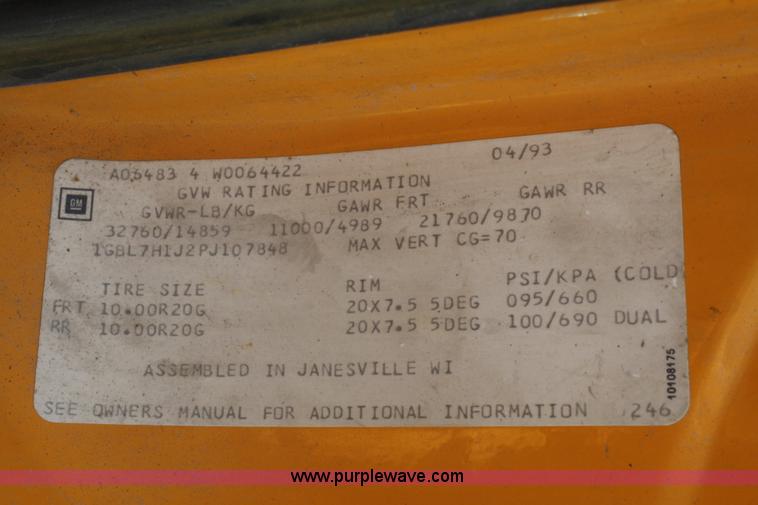 A06483 4 W0064422 04/93
GVW RATING INFORMATION
GM
GVWR-LB/KG GAWR FRT GAWR RR
32760/14859 11000/4989 21760/9870
1GBL7H1J2PJ107848 MAX VERT CG=70
TIRE SIZE RIM PSI/KPA (COLD
FRT 10.00R20G 20X7.5 5DEG 095/660
RR 10.00R20G 20X7.5 5DEG 100/690 DUAL
ASSEMBLED IN JANESVILLE WI
10108175
SEE OWNERS MANUAL FOR ADDITIONAL INFORMATION 246
www.purplewave.com